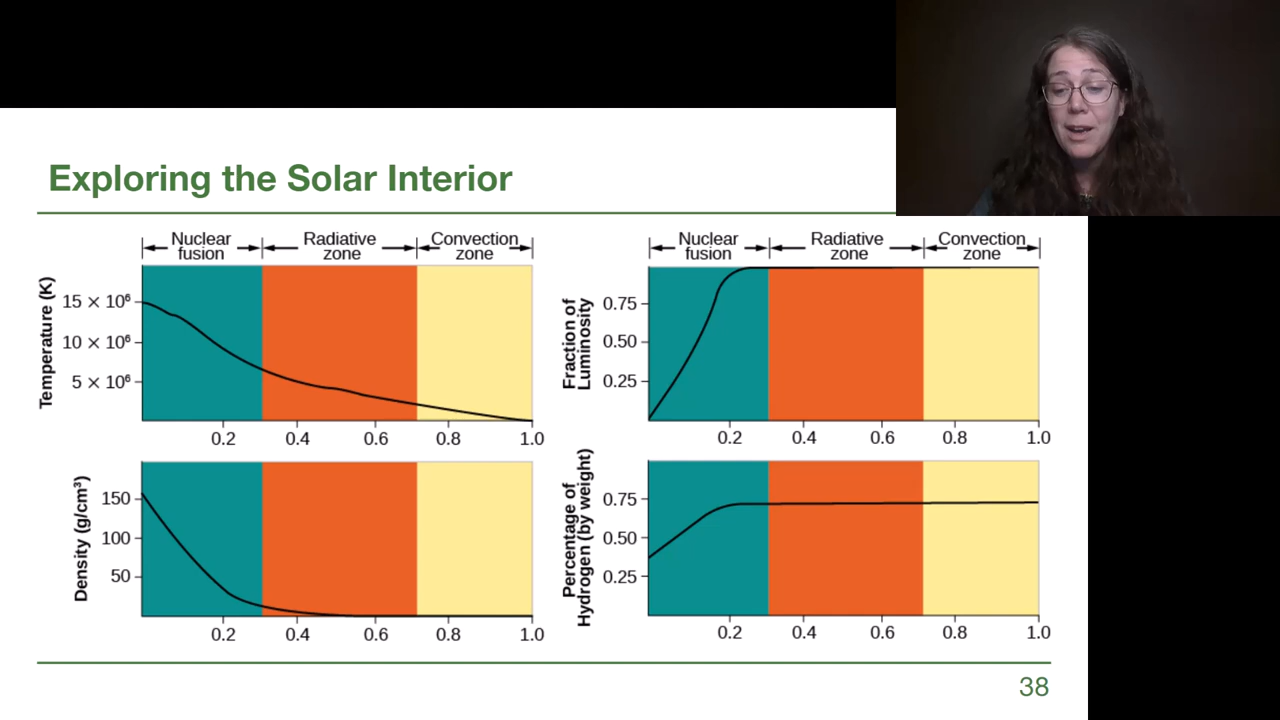 Exploring the Solar Interior
Nuclear fusion
Radiative zone
Convection zone
Temperature (K)
15 × 10⁶
10 × 10⁶
5 × 10⁶
0.2 0.4 0.6 0.8 1.0
Nuclear fusion
Radiative zone
Convection zone
Fraction of
Luminosity
0.75
0.50
0.25
0.2 0.4 0.6 0.8 1.0
Density (g/cm³)
150
100
50
0.2 0.4 0.6 0.8 1.0
Percentage of
Hydrogen (by weight)
0.75
0.50
0.25
0.2 0.4 0.6 0.8 1.0
38